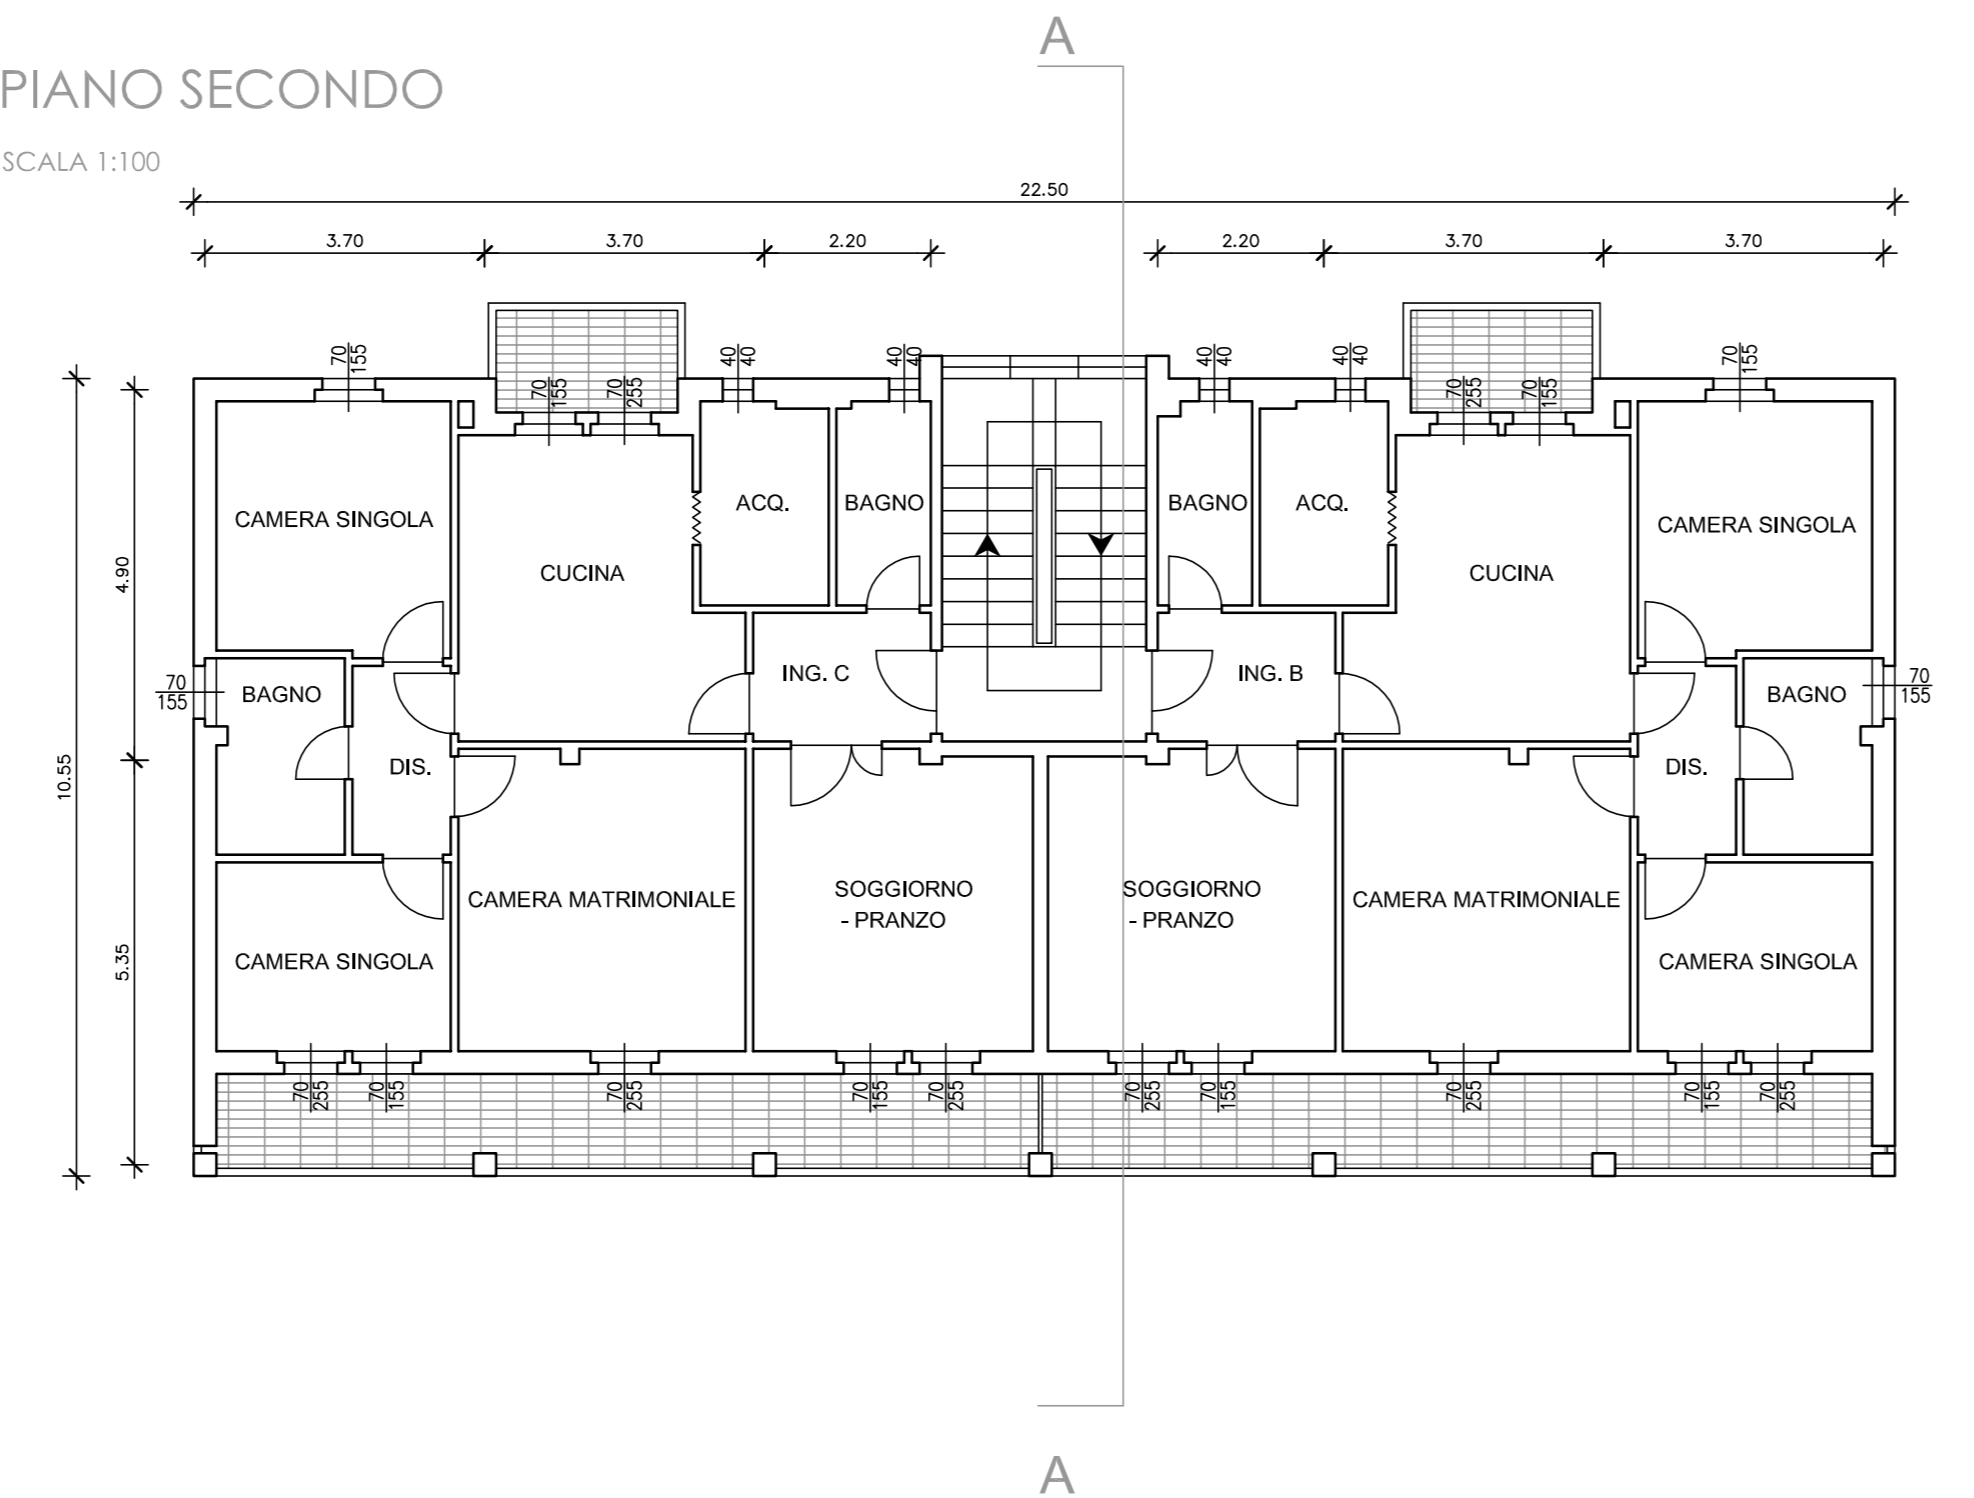 A
PIANO SECONDO
SCALA 1:100
22.50
3.70 3.70 2.20 2.20 3.70 3.70
70 155 70 155 70 255 40 40 40 40 40 40 40 40 70 255 70 155 70 155
CAMERA SINGOLA CUCINA ACQ. BAGNO BAGNO ACQ. CUCINA CAMERA SINGOLA
4.90
70 155 BAGNO ING. C ING. B BAGNO 70 155
10.55
DIS. DIS.
5.35
CAMERA MATRIMONIALE SOGGIORNO SOGGIORNO CAMERA MATRIMONIALE
- PRANZO - PRANZO
CAMERA SINGOLA CAMERA SINGOLA
70 255 70 155 70 255 70 155 70 255 70 255 70 155 70 255 70 155 70 255
A